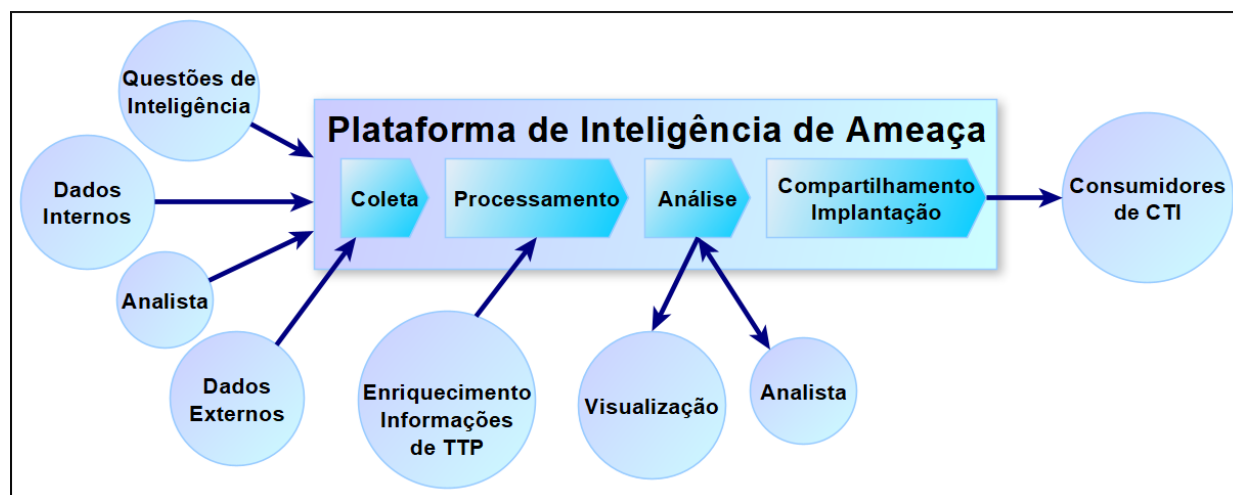 Questões de
Inteligência
Plataforma de Inteligência de Ameaça
Dados
Internos
Coleta
Processamento
Análise
Compartilhamento
Implantação
Consumidores
de CTI
Analista
Dados
Externos
Enriquecimento
Informações
de TTP
Visualização
Analista